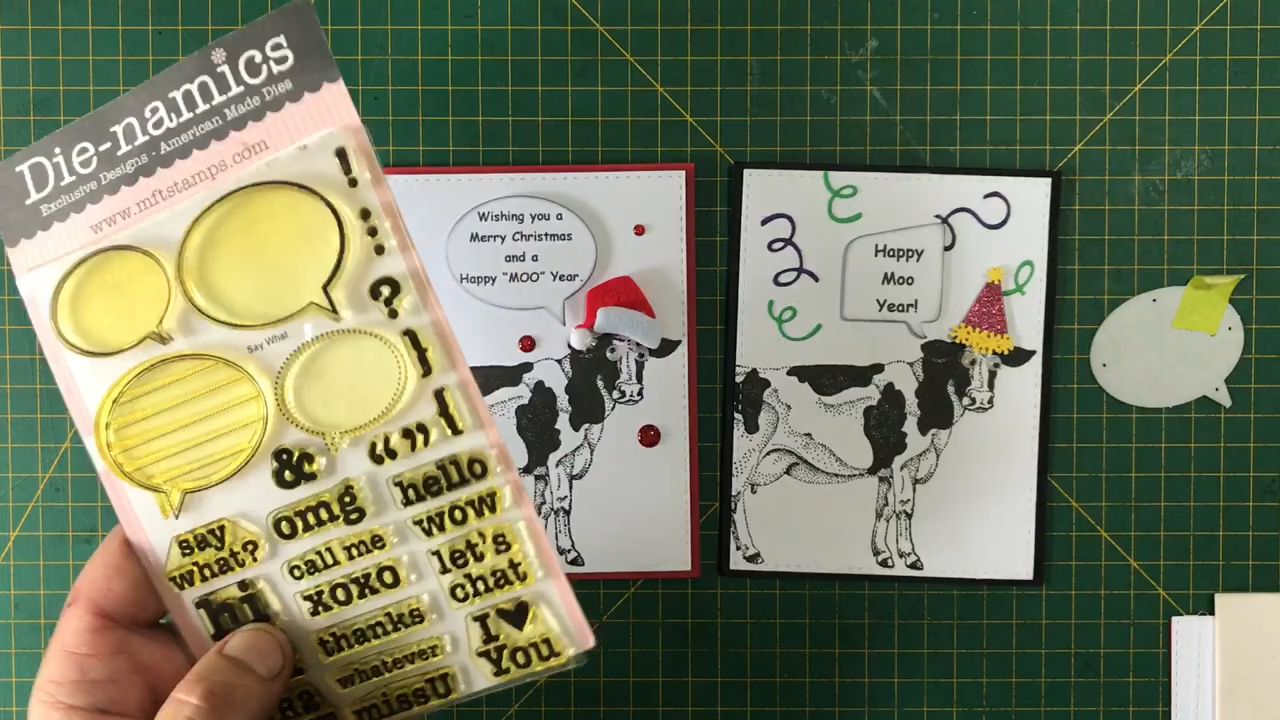 Die-namics
Exclusive Designs - American Made Dies
www.mftstamps.com
!
?
Say What
}
{
“ ”
&
omg
hello
wow
say
what?
call me
xoxo
let's
chat
hi
thanks
I ♥
You
whatever
missU
Wishing you a
Merry Christmas
and a
Happy “MOO” Year.
Happy
Moo
Year!